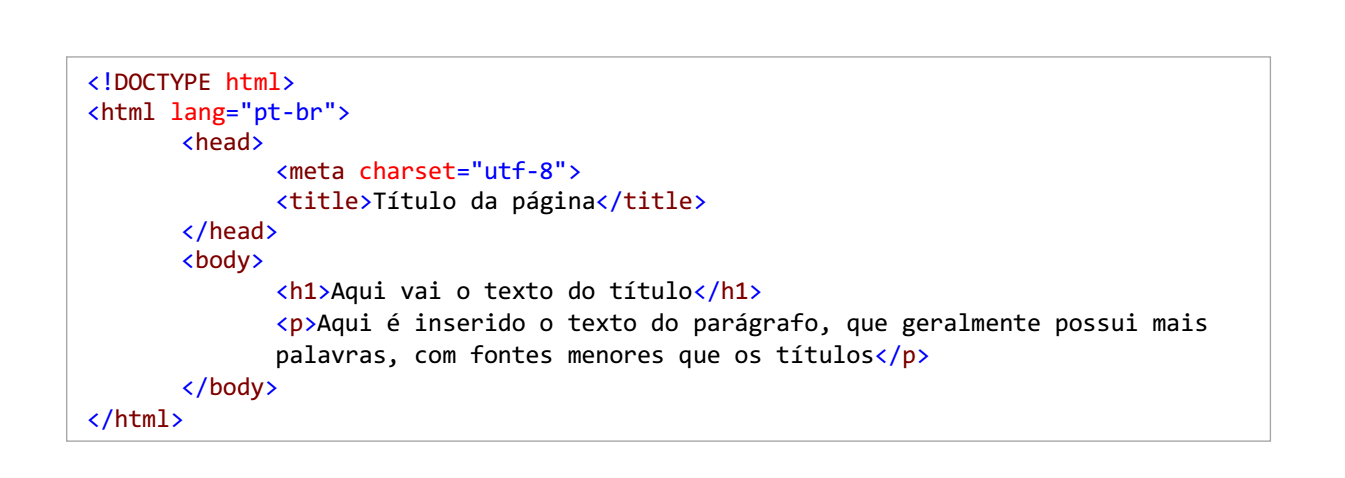 <!DOCTYPE html>
<html lang="pt-br">
<head>
<meta charset="utf-8">
<title>Título da página</title>
</head>
<body>
<h1>Aqui vai o texto do título</h1>
<p>Aqui é inserido o texto do parágrafo, que geralmente possui mais
palavras, com fontes menores que os títulos</p>
</body>
</html>